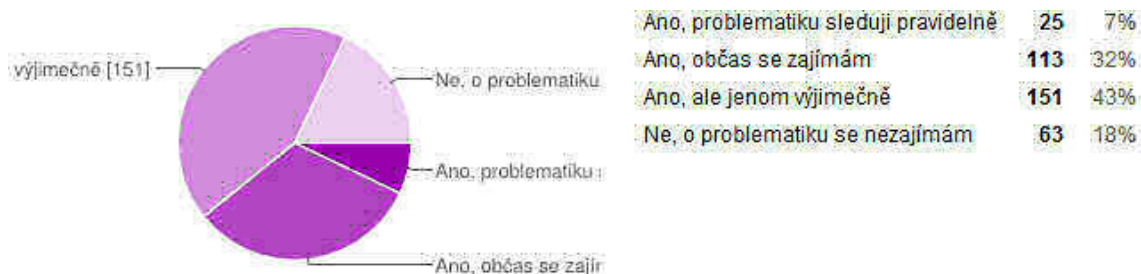 výjimečně [151]
Ne, o problematiku
Ano, problematiku
Ano, občas se zajír
Ano, problematiku sleduji pravidelně 25 7%
Ano, občas se zajímám 113 32%
Ano, ale jenom výjimečně 151 43%
Ne, o problematiku se nezajímám 63 18%